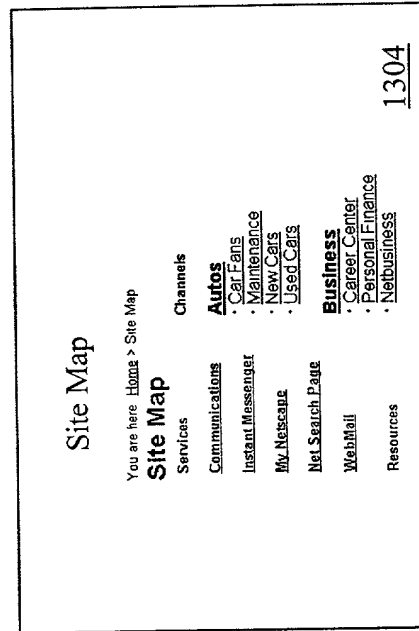 Site Map
You are here Home > Site Map
Site Map
Services
Communications
Instant Messenger
My Netscape
Net Search Page
WebMail
Resources
Channels
Autos
· Car Fans
· Maintenance
· New Cars
· Used Cars
Business
· Career Center
· Personal Finance
· Netbusiness
1304